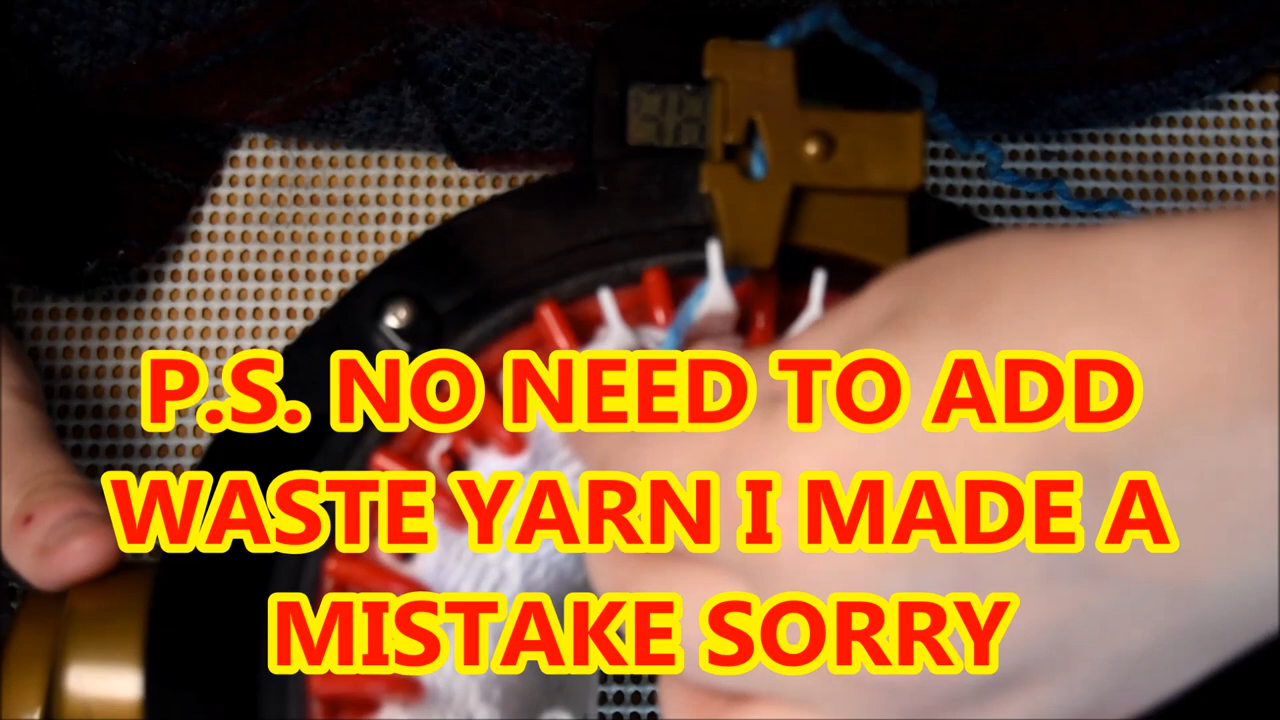 P.S. NO NEED TO ADD
WASTE YARN I MADE A
MISTAKE SORRY